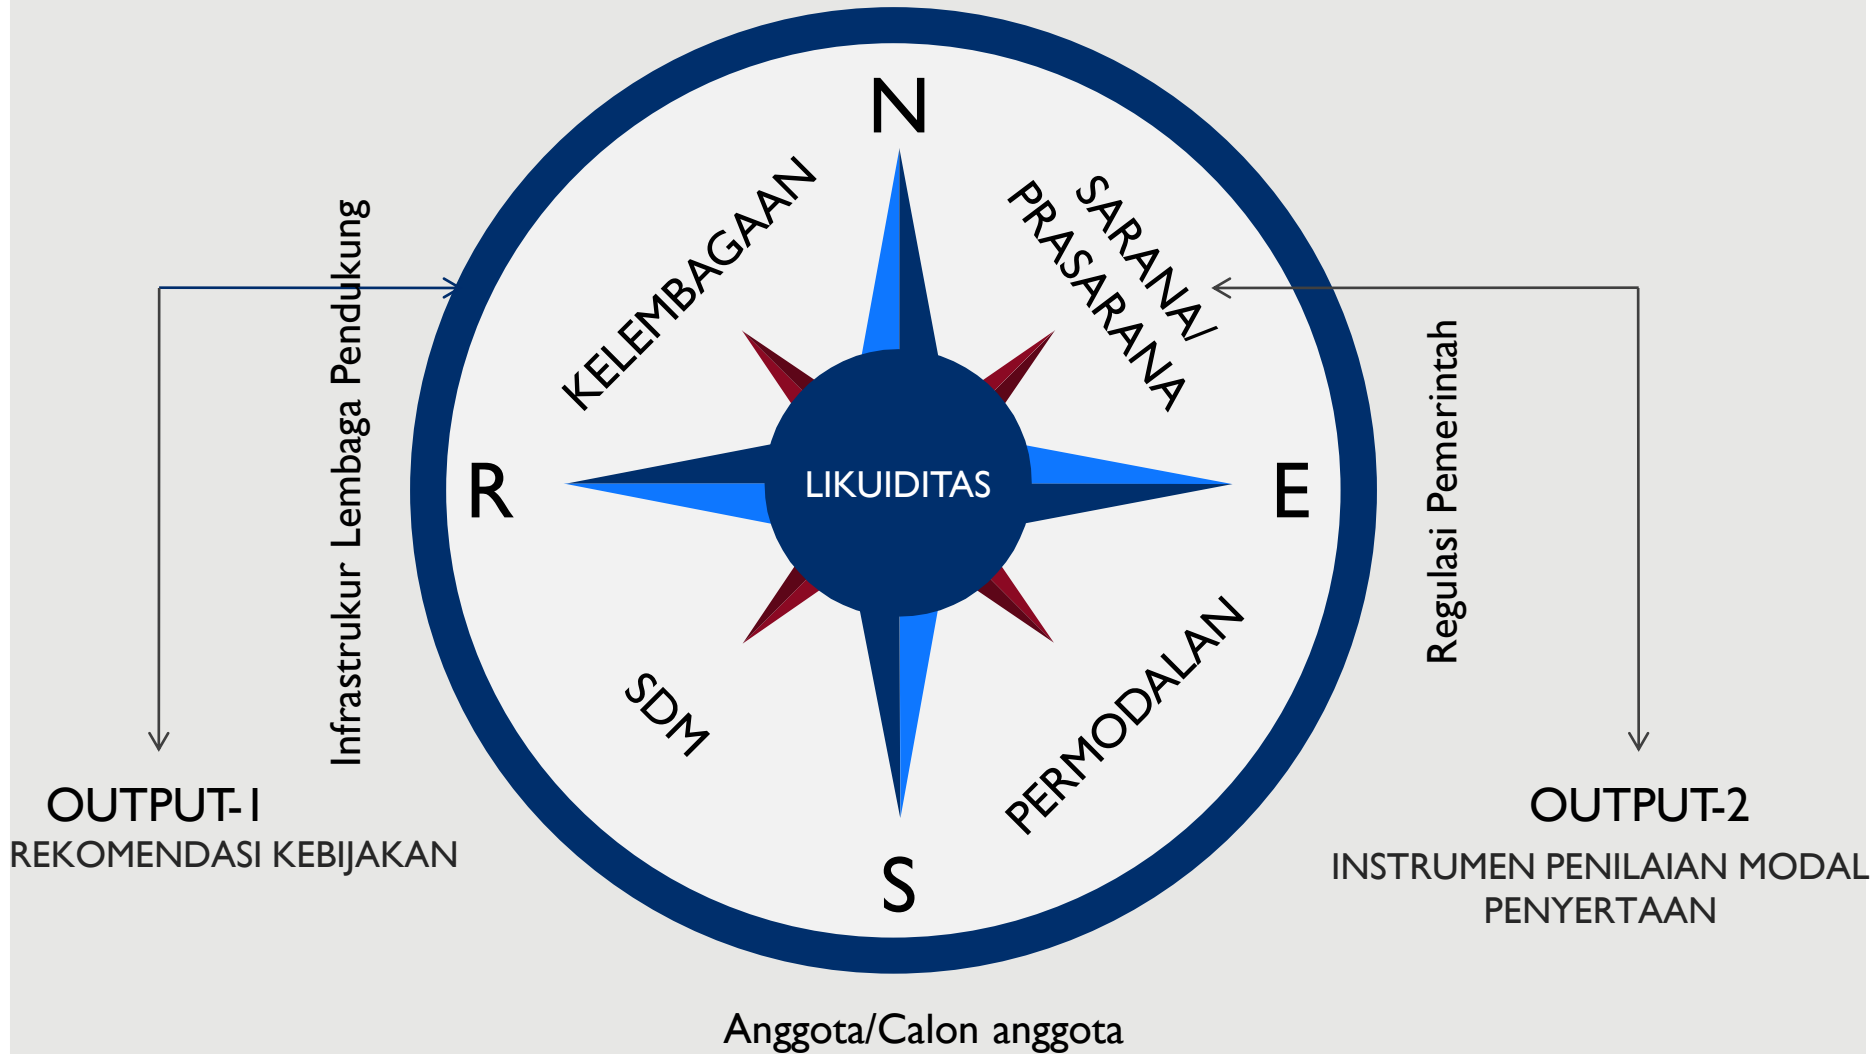 N
KELEMBAGAAN
SARANA/
PRASARANA
Infrastrukur Lembaga Pendukung
Regulasi Pemerintah
R
LIKUIDITAS
E
SDM
PERMODALAN
OUTPUT-1
REKOMENDASI KEBIJAKAN
OUTPUT-2
INSTRUMEN PENILAIAN MODAL
PENYERTAAN
S
Anggota/Calon anggota